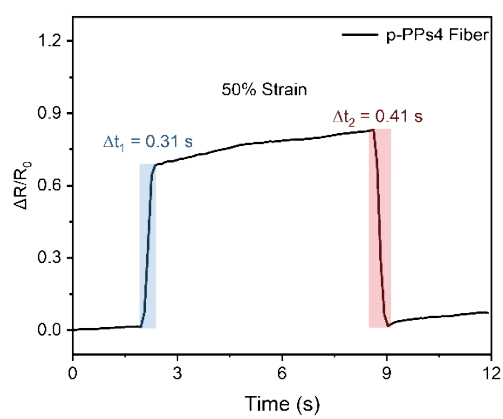 p-PPs4 Fiber
50% Strain
Δt₁ = 0.31 s
Δt₂ = 0.41 s
ΔR/R₀
1.2
0.9
0.6
0.3
0.0
0 3 6 9 12
Time (s)